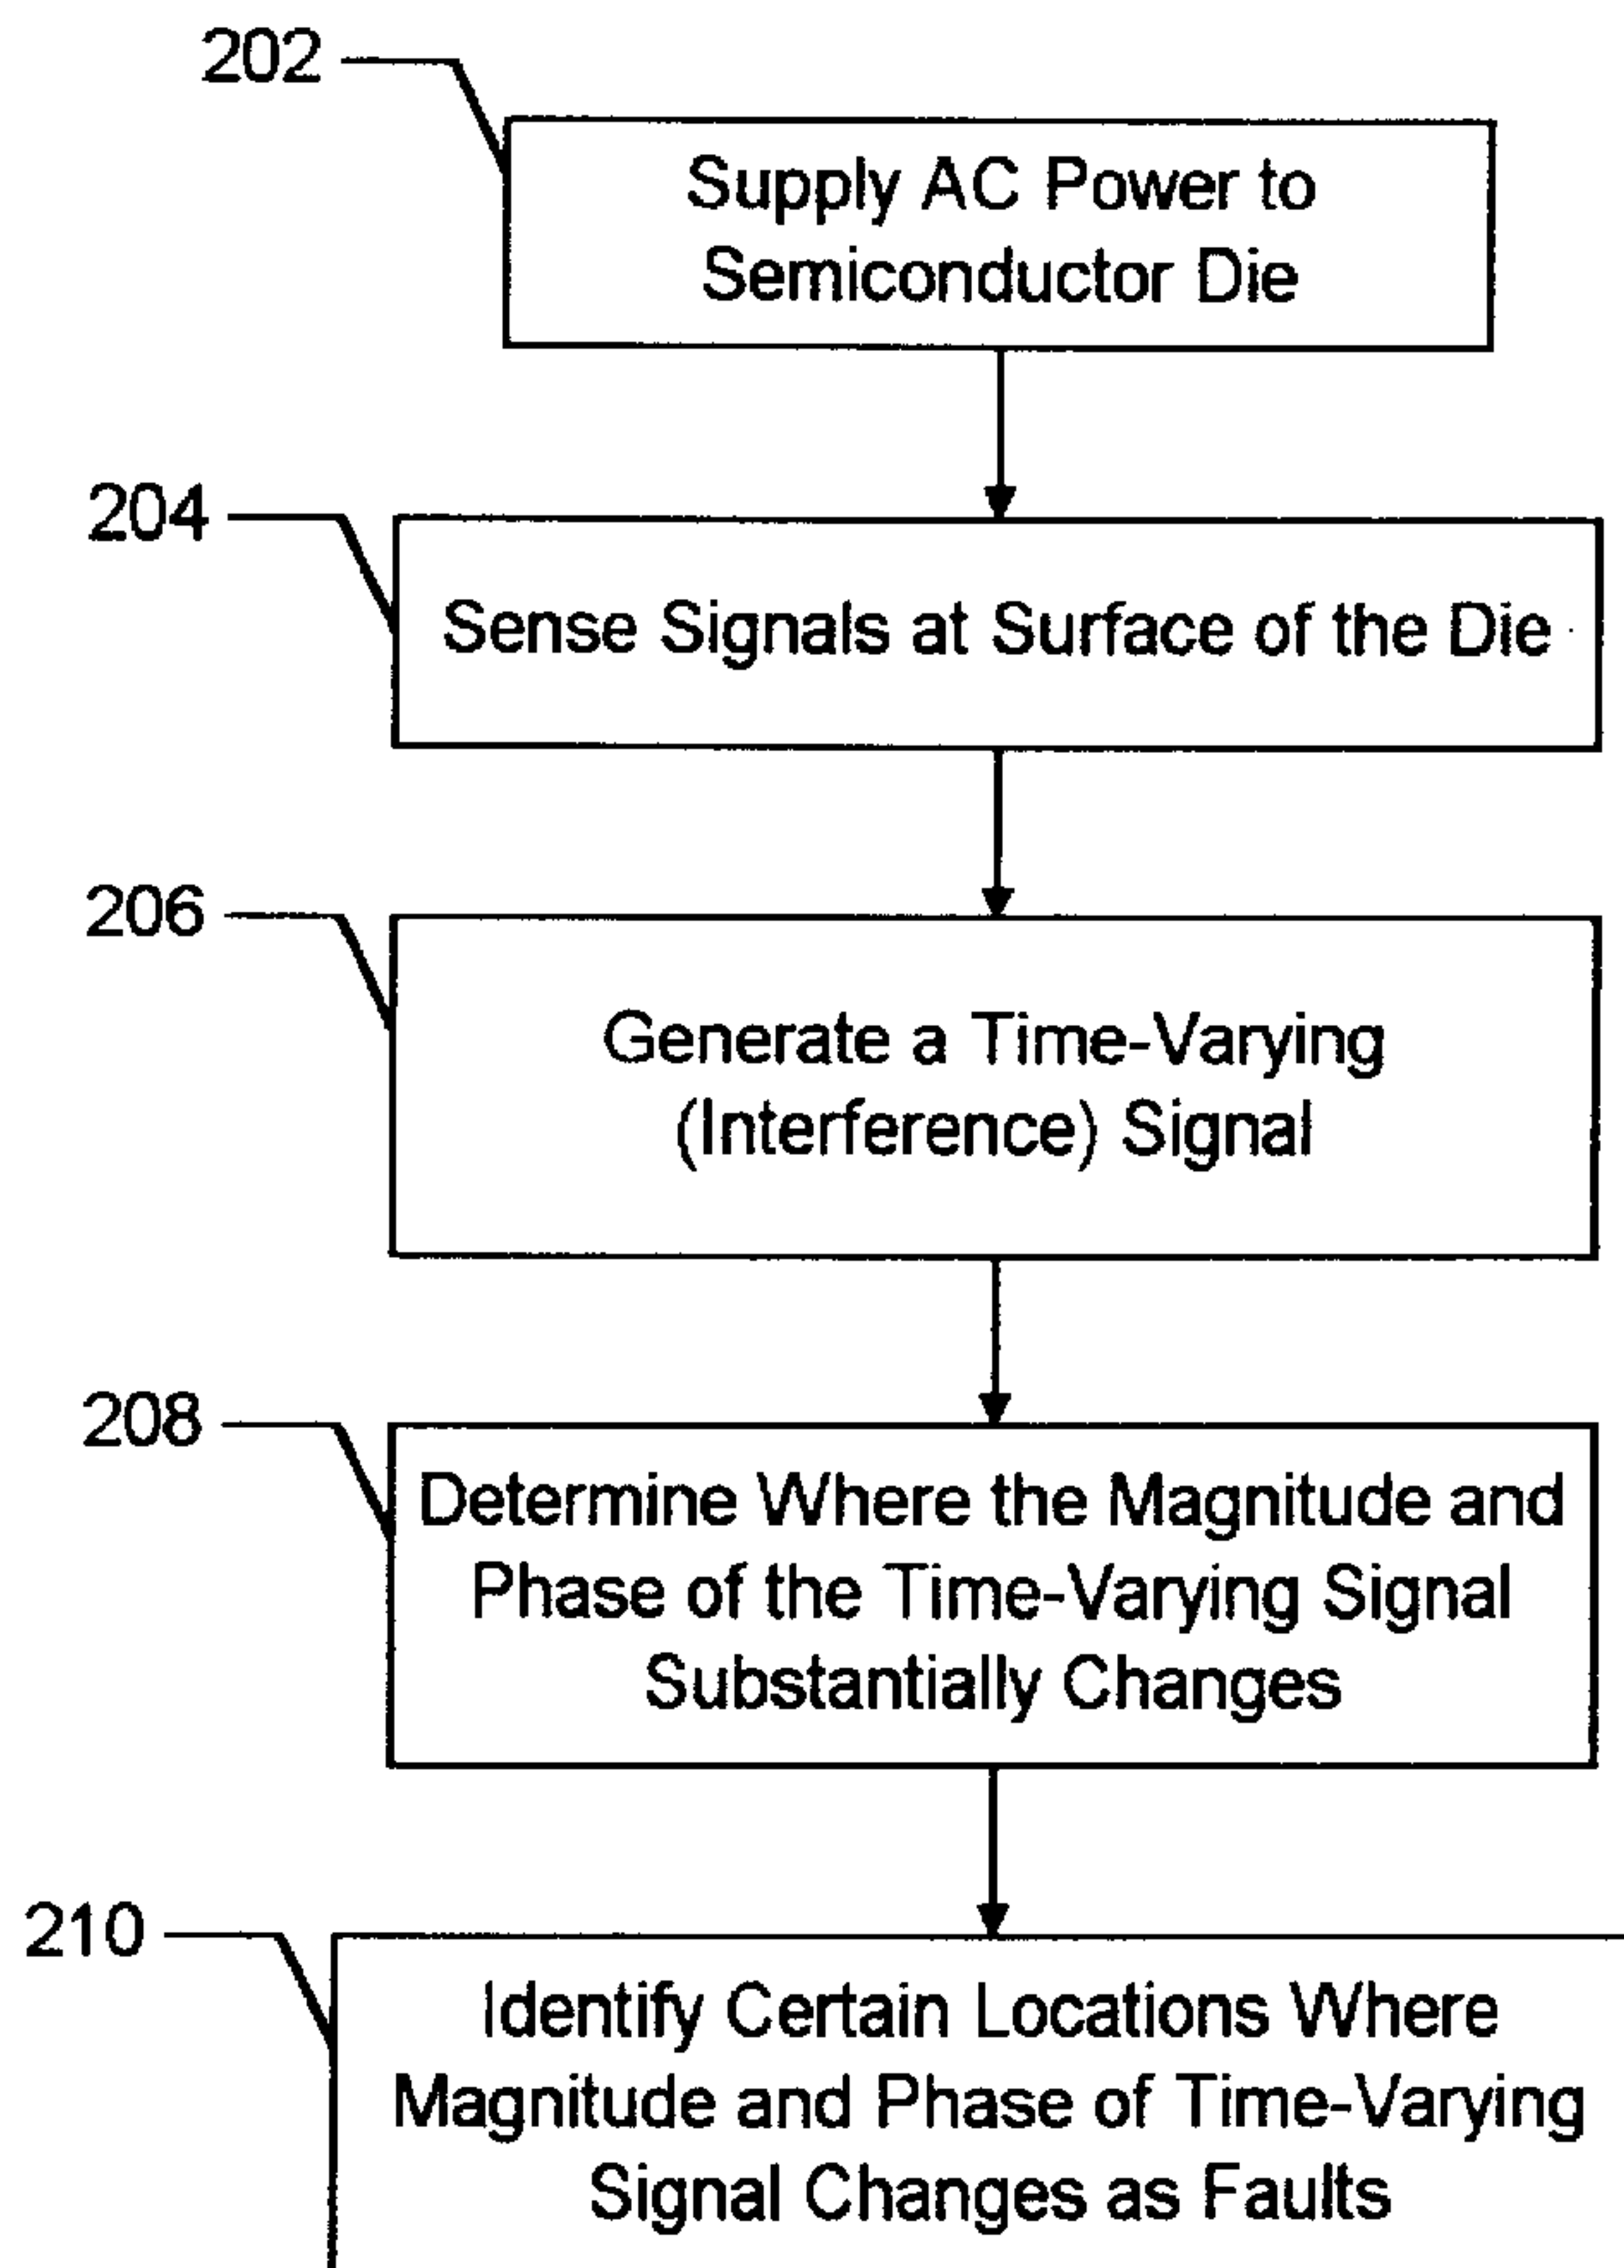 202
Supply AC Power to
Semiconductor Die
204
Sense Signals at Surface of the Die
206
Generate a Time-Varying
(Interference) Signal
208
Determine Where the Magnitude and
Phase of the Time-Varying Signal
Substantially Changes
210
Identify Certain Locations Where
Magnitude and Phase of Time-Varying
Signal Changes as Faults